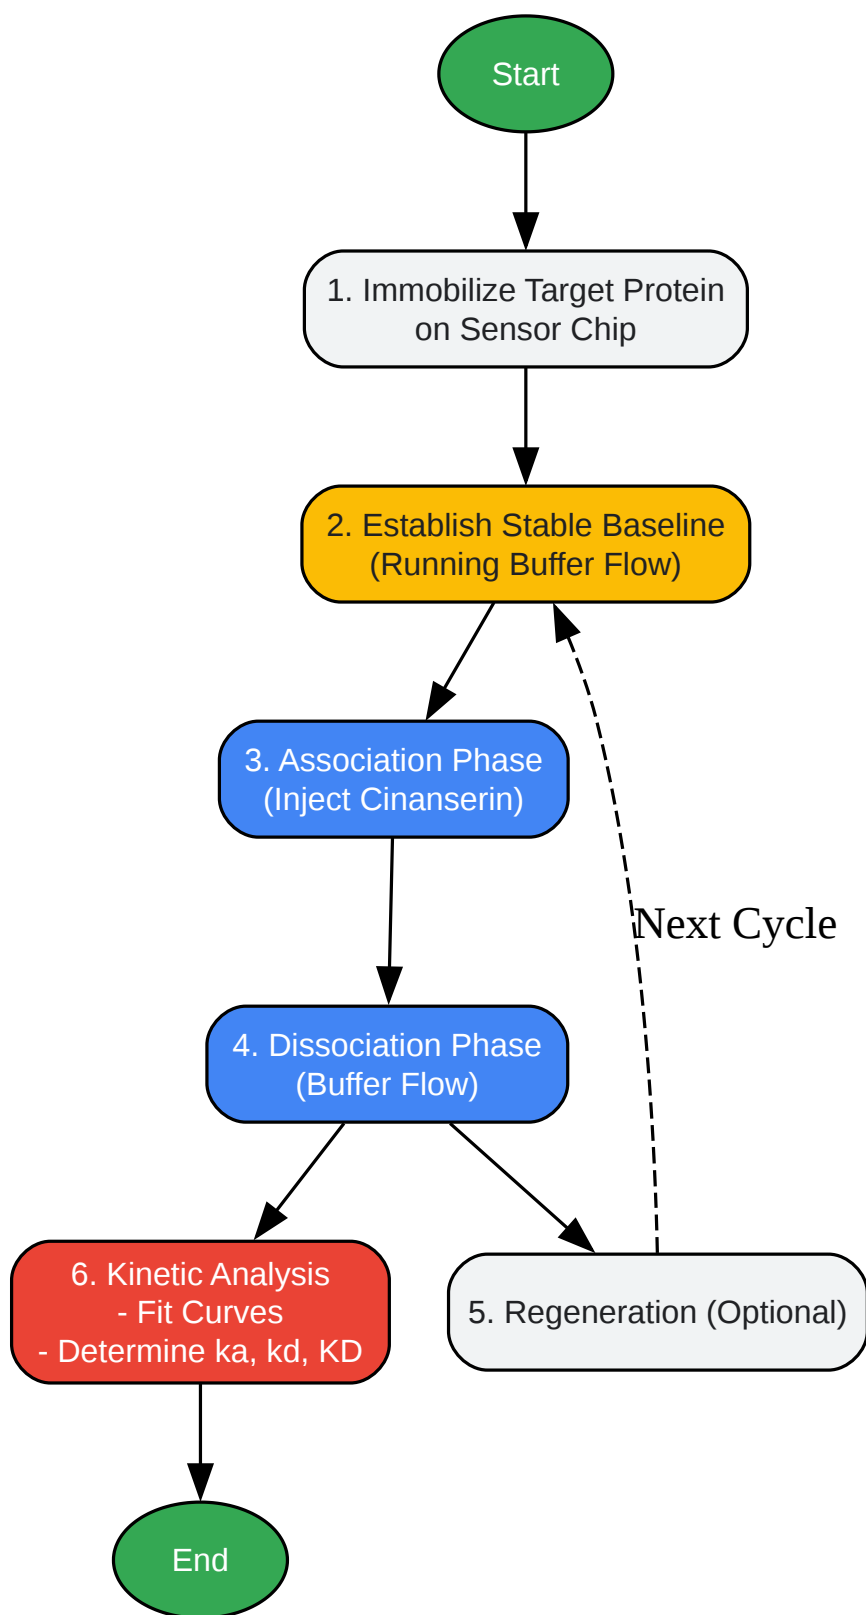 Start
1. Immobilize Target Protein
on Sensor Chip
2. Establish Stable Baseline
(Running Buffer Flow)
3. Association Phase
(Inject Cinanserin)
Next Cycle
4. Dissociation Phase
(Buffer Flow)
6. Kinetic Analysis
- Fit Curves
- Determine ka, kd, KD
5. Regeneration (Optional)
End